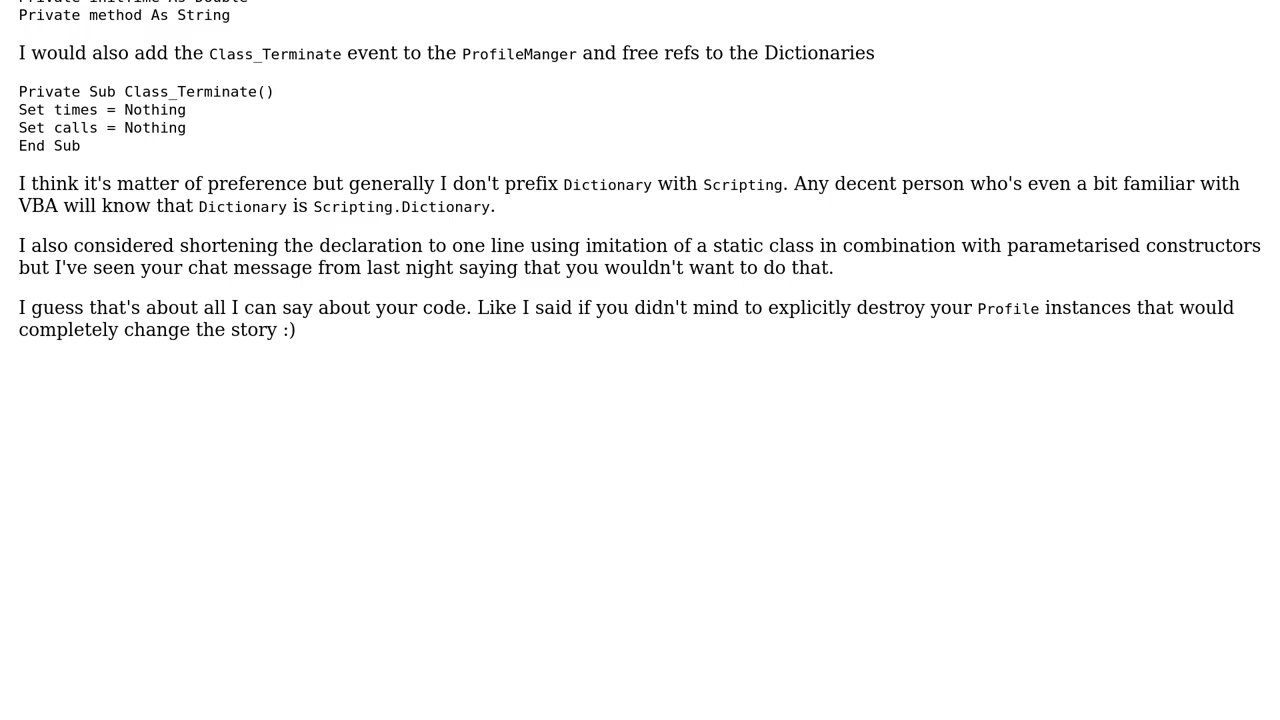 Private method As String
I would also add the Class_Terminate event to the ProfileManger and free refs to the Dictionaries
Private Sub Class_Terminate()
Set times = Nothing
Set calls = Nothing
End Sub
I think it's matter of preference but generally I don't prefix Dictionary with Scripting. Any decent person who's even a bit familiar with
VBA will know that Dictionary is Scripting.Dictionary.
I also considered shortening the declaration to one line using imitation of a static class in combination with parametarised constructors
but I've seen your chat message from last night saying that you wouldn't want to do that.
I guess that's about all I can say about your code. Like I said if you didn't mind to explicitly destroy your Profile instances that would
completely change the story :)